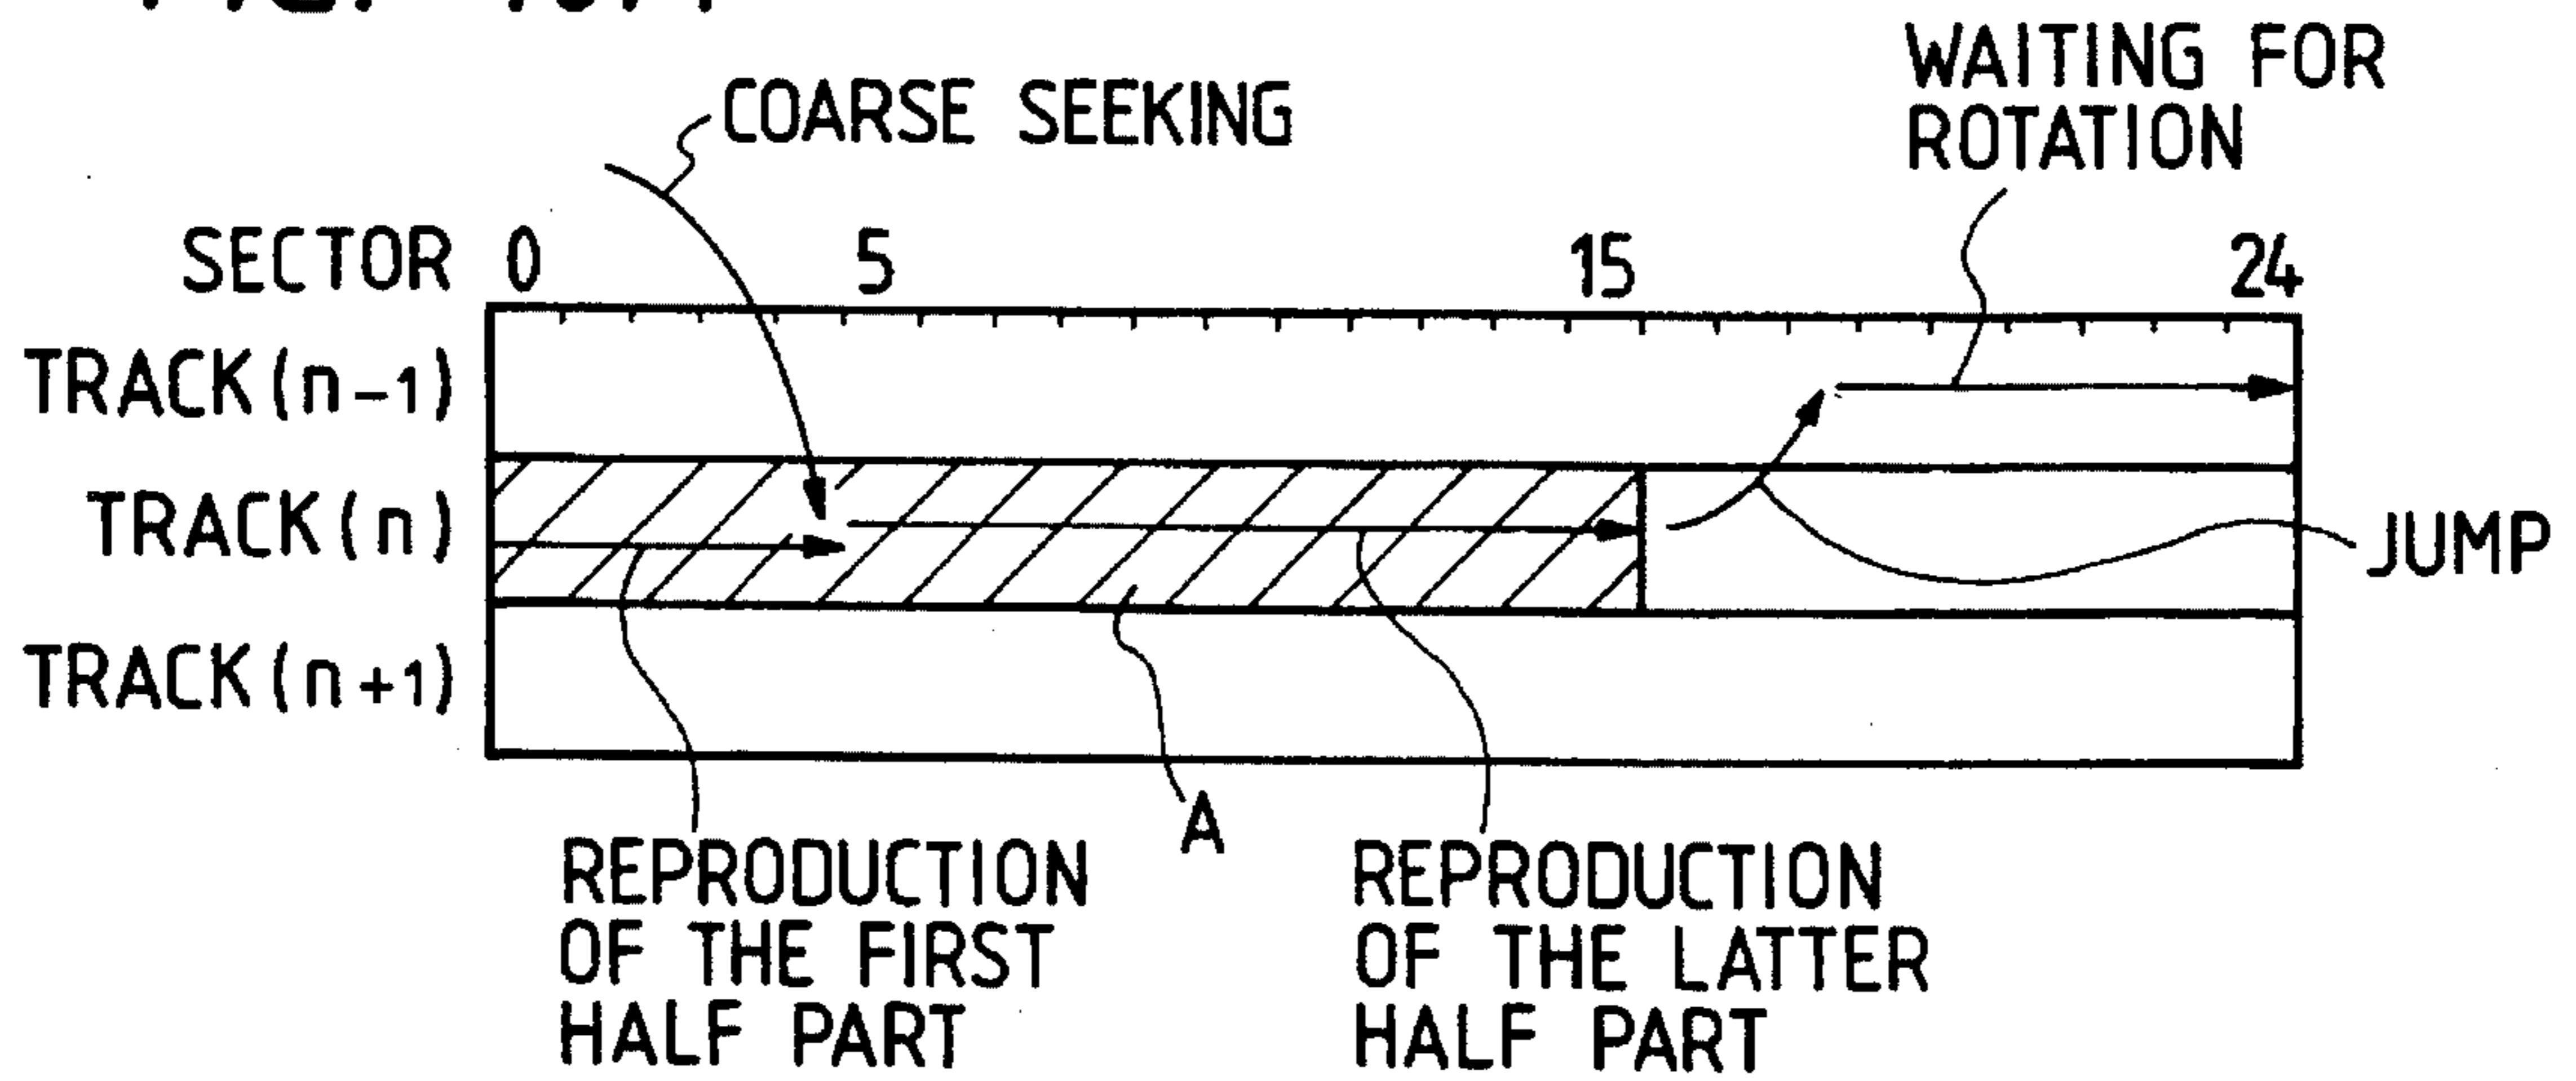 COARSE SEEKING
WAITING FOR
ROTATION
SECTOR 0 5 15 24
TRACK(n-1)
TRACK(n)
JUMP
TRACK(n+1)
A
REPRODUCTION
OF THE FIRST
HALF PART
REPRODUCTION
OF THE LATTER
HALF PART